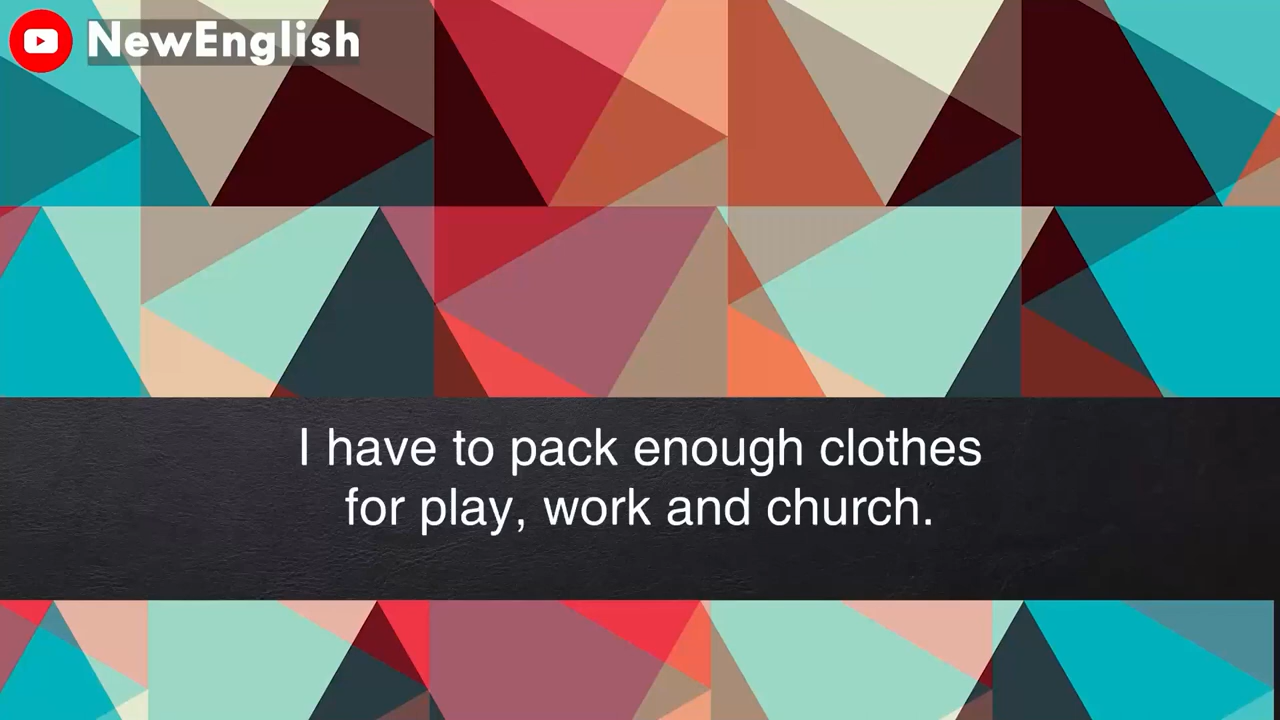 NewEnglish
I have to pack enough clothes
for play, work and church.